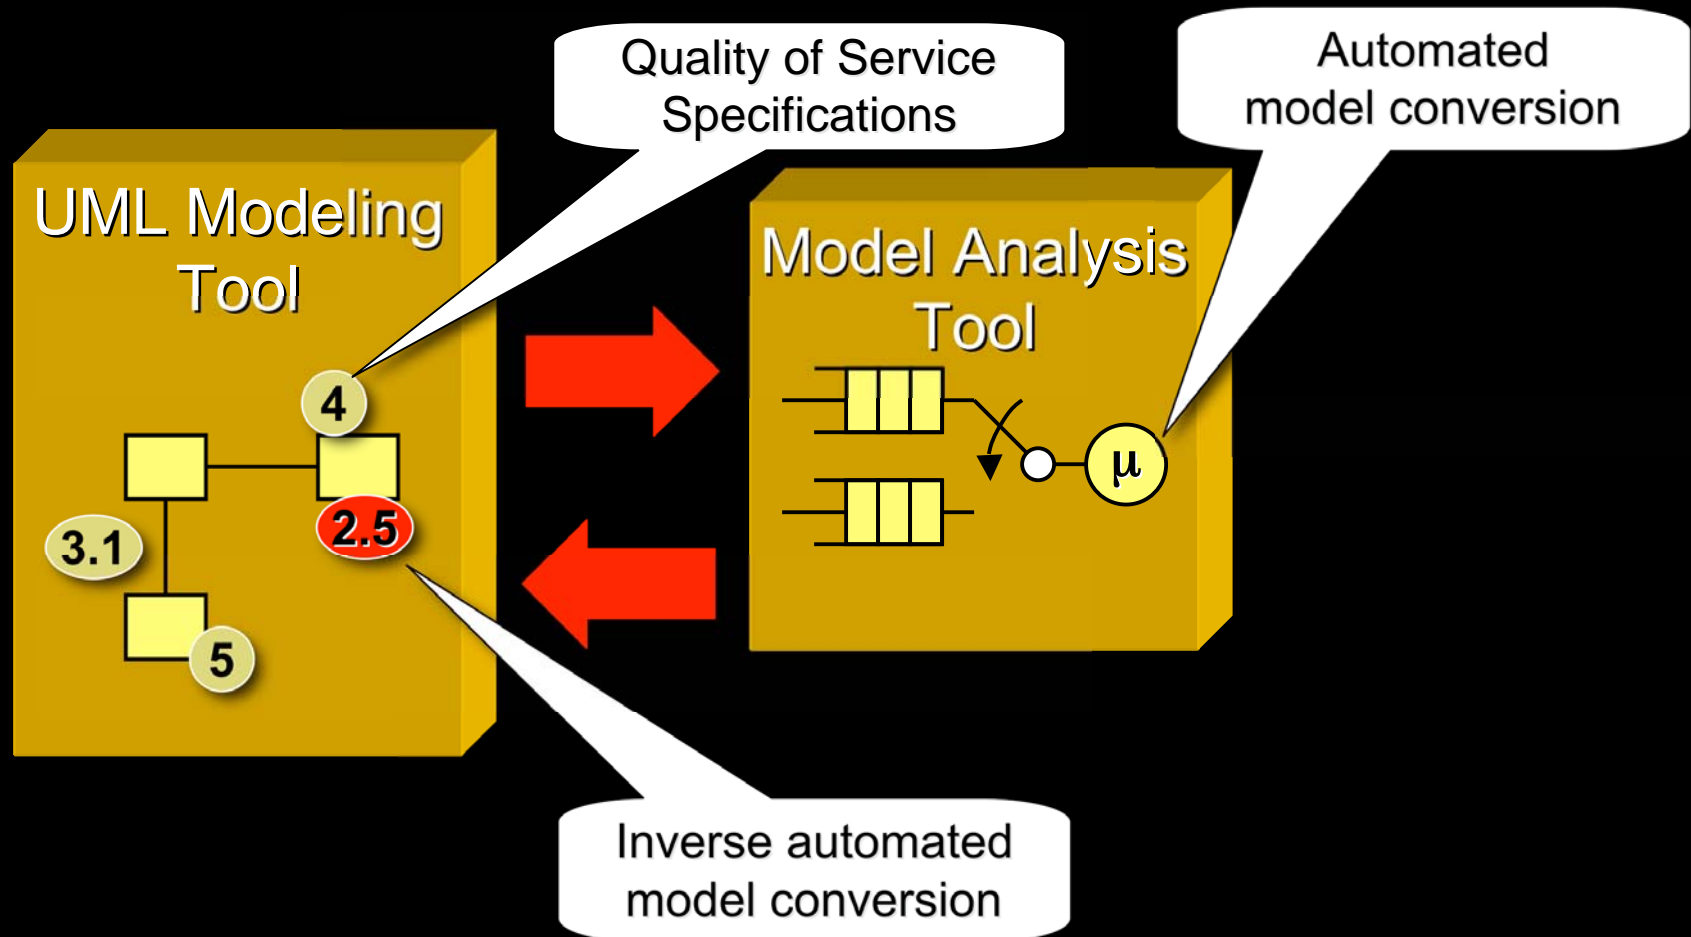 Quality of Service
Specifications
Automated
model conversion
UML Modeling
Tool
Model Analysis
Tool
4
μ
2.5
3.1
5
Inverse automated
model conversion